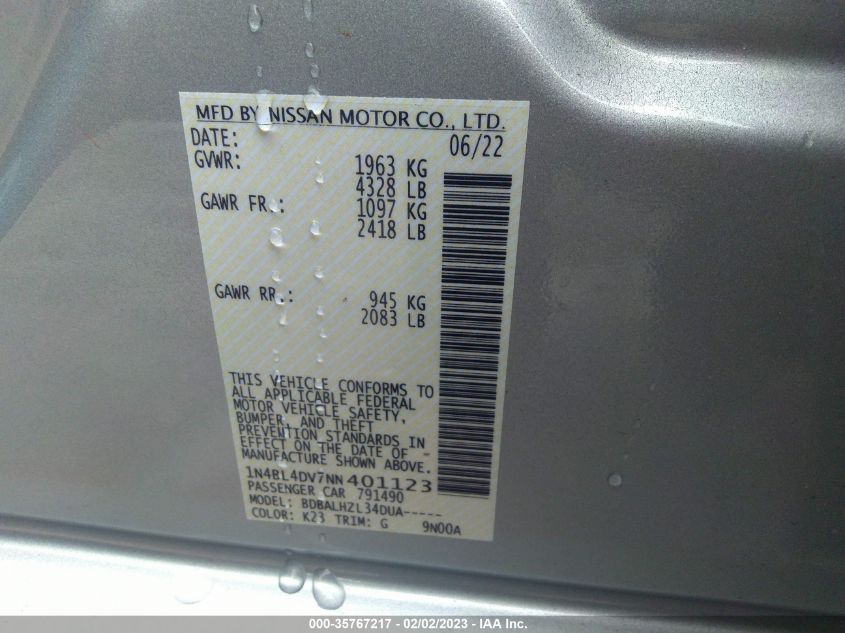 MFD BY NISSAN MOTOR CO., LTD.
DATE: 06/22
GVWR: 1963 KG
4328 LB
GAWR FR.: 1097 KG
2418 LB
GAWR RR.: 945 KG
2083 LB
THIS VEHICLE CONFORMS TO
ALL APPLICABLE FEDERAL
MOTOR VEHICLE SAFETY,
BUMPER, AND THEFT
PREVENTION STANDARDS IN
EFFECT ON THE DATE OF
MANUFACTURE SHOWN ABOVE.
1N4BL4DV7NN401123
PASSENGER CAR 791490
MODEL: BDBALHZL34DUA-----
COLOR: K23 TRIM: G 9N00A
000-35767217 - 02/02/2023 - IAA Inc.